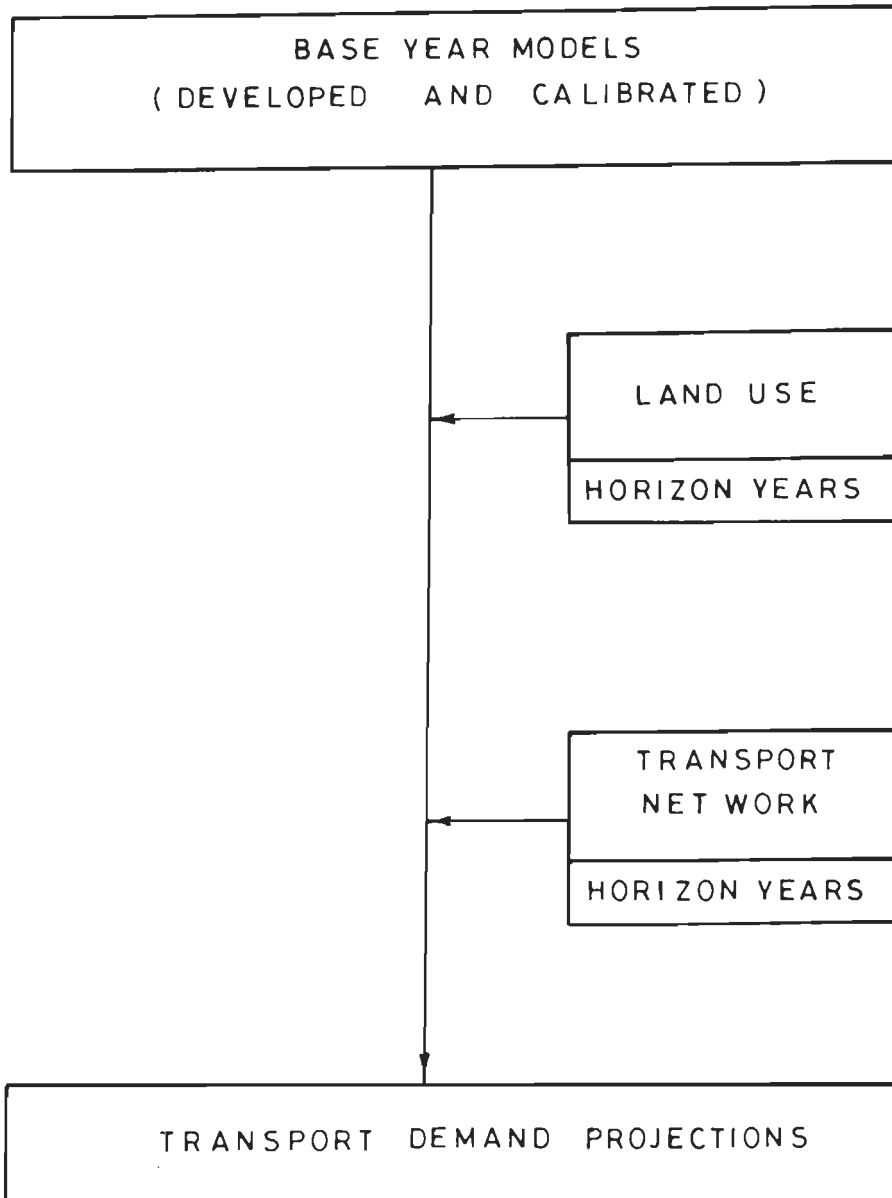 BASE YEAR MODELS
(DEVELOPED AND CALIBRATED)
LAND USE
HORIZON YEARS
TRANSPORT
NET WORK
HORIZON YEARS
TRANSPORT DEMAND PROJECTIONS